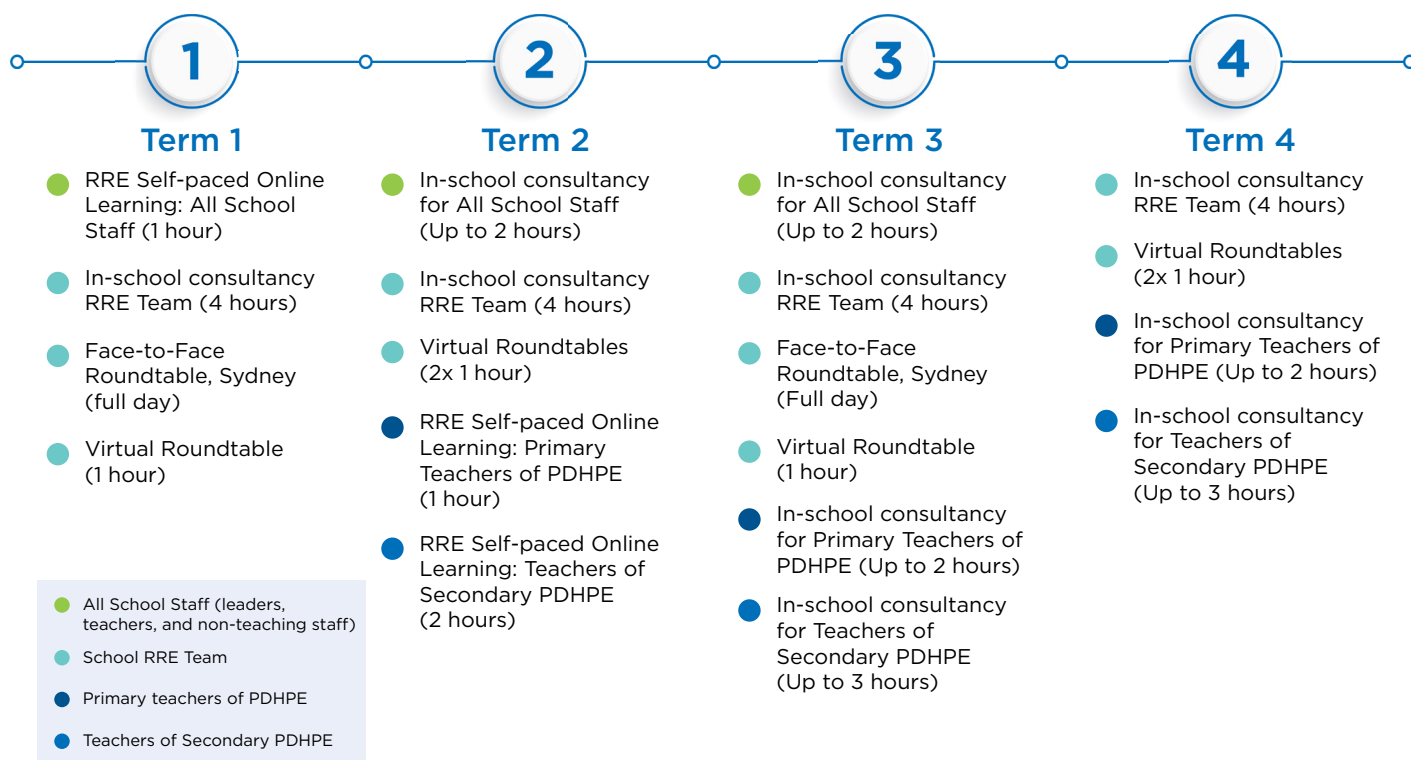 1
Term 1
RRE Self-paced Online
Learning: All School
Staff (1 hour)
In-school consultancy
RRE Team (4 hours)
Face-to-Face
Roundtable, Sydney
(full day)
Virtual Roundtable
(1 hour)
2
Term 2
In-school consultancy
for All School Staff
(Up to 2 hours)
In-school consultancy
RRE Team (4 hours)
Virtual Roundtables
(2x 1 hour)
RRE Self-paced Online
Learning: Primary
Teachers of PDHPE
(1 hour)
RRE Self-paced Online
Learning: Teachers of
Secondary PDHPE
(2 hours)
3
Term 3
In-school consultancy
for All School Staff
(Up to 2 hours)
In-school consultancy
RRE Team (4 hours)
Face-to-Face
Roundtable, Sydney
(Full day)
Virtual Roundtable
(1 hour)
In-school consultancy
for Primary Teachers of
PDHPE (Up to 2 hours)
In-school consultancy
for Teachers of
Secondary PDHPE
(Up to 3 hours)
4
Term 4
In-school consultancy
RRE Team (4 hours)
Virtual Roundtables
(2x 1 hour)
In-school consultancy
for Primary Teachers of
PDHPE (Up to 2 hours)
In-school consultancy
for Teachers of
Secondary PDHPE
(Up to 3 hours)
All School Staff (leaders,
teachers, and non-teaching staff)
School RRE Team
Primary teachers of PDHPE
Teachers of Secondary PDHPE